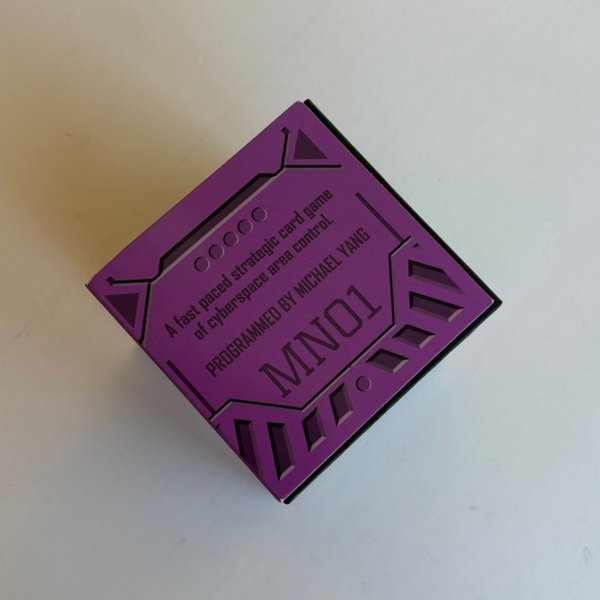 A fast paced strategic card game
of cyberspace area control.
PROGRAMMED BY MICHAEL YANG
MN01